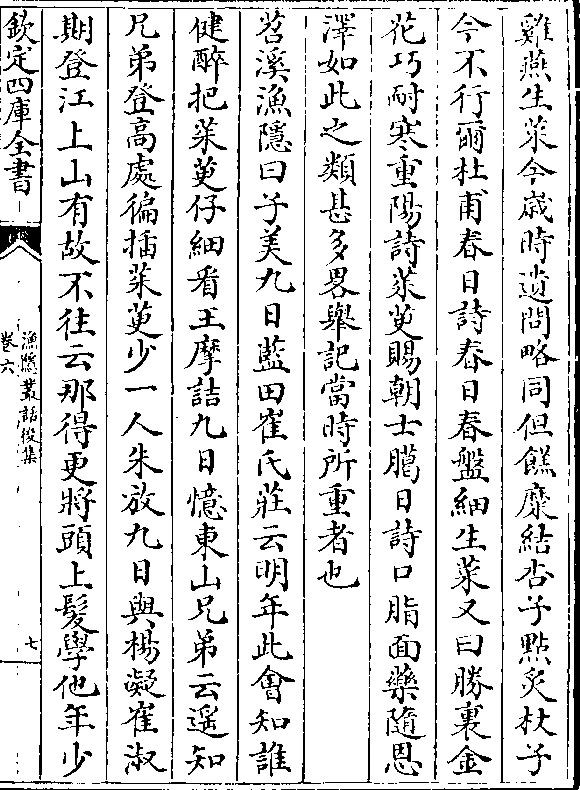 雞燕生菜今歲時遺問略同但餻糜結杏子點炙杖子
今不行爾杜甫春日詩春日春盤細生菜又曰勝裏金
花巧耐寒重陽詩茱萸賜朝士臈日詩口脂面藥隨恩
澤如此之類甚多畧舉記當時所重者也
苕溪漁隱曰子美九日藍田崔氏莊云明年此會知誰
健醉把茱萸仔細看王摩詰九日憶東山兄弟云遥知
兄弟登高處徧插茱萸少一人朱放九日與楊凝崔淑
期登江上山有故不往云那得更將頭上髮學他年少
欽定四庫全書
漁隱叢話後集
卷六
七